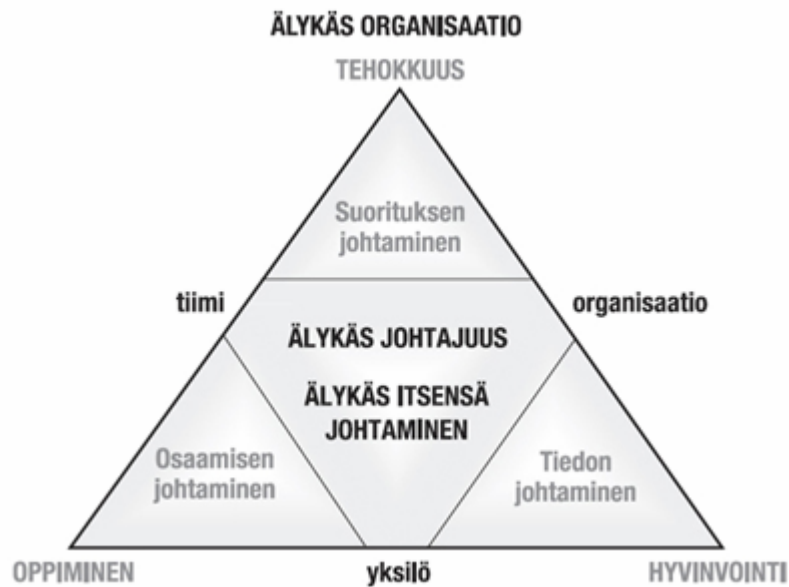 ÄLYKÄS ORGANISAATIO
TEHOKKUUS
Suorituksen
johtaminen
tiimi
organisaatio
ÄLYKÄS JOHTAJUUS
ÄLYKÄS ITSENSÄ
JOHTAMINEN
Osaamisen
johtaminen
Tiedon
johtaminen
OPPIMINEN
yksilö
HYVINVOINTI